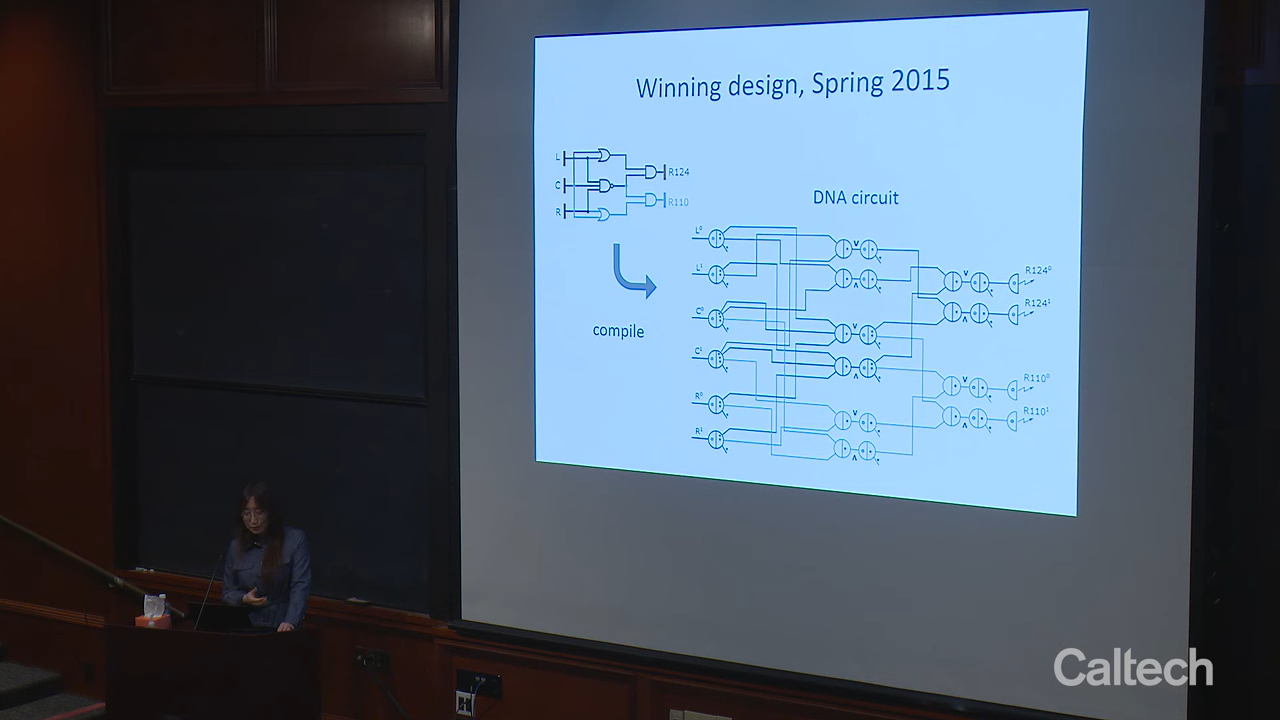 Winning design, Spring 2015
L
C
R
R124
R110
compile
DNA circuit
L⁰
L¹
C⁰
C¹
R⁰
R¹
R124⁰
R124¹
R110⁰
R110¹
Caltech